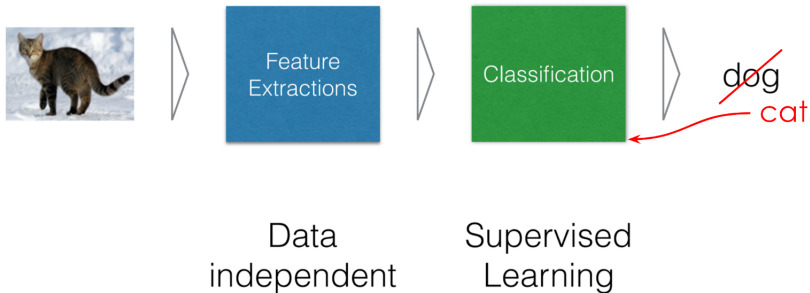 Feature
Extractions
Classification
dog
cat
Data
independent
Supervised
Learning